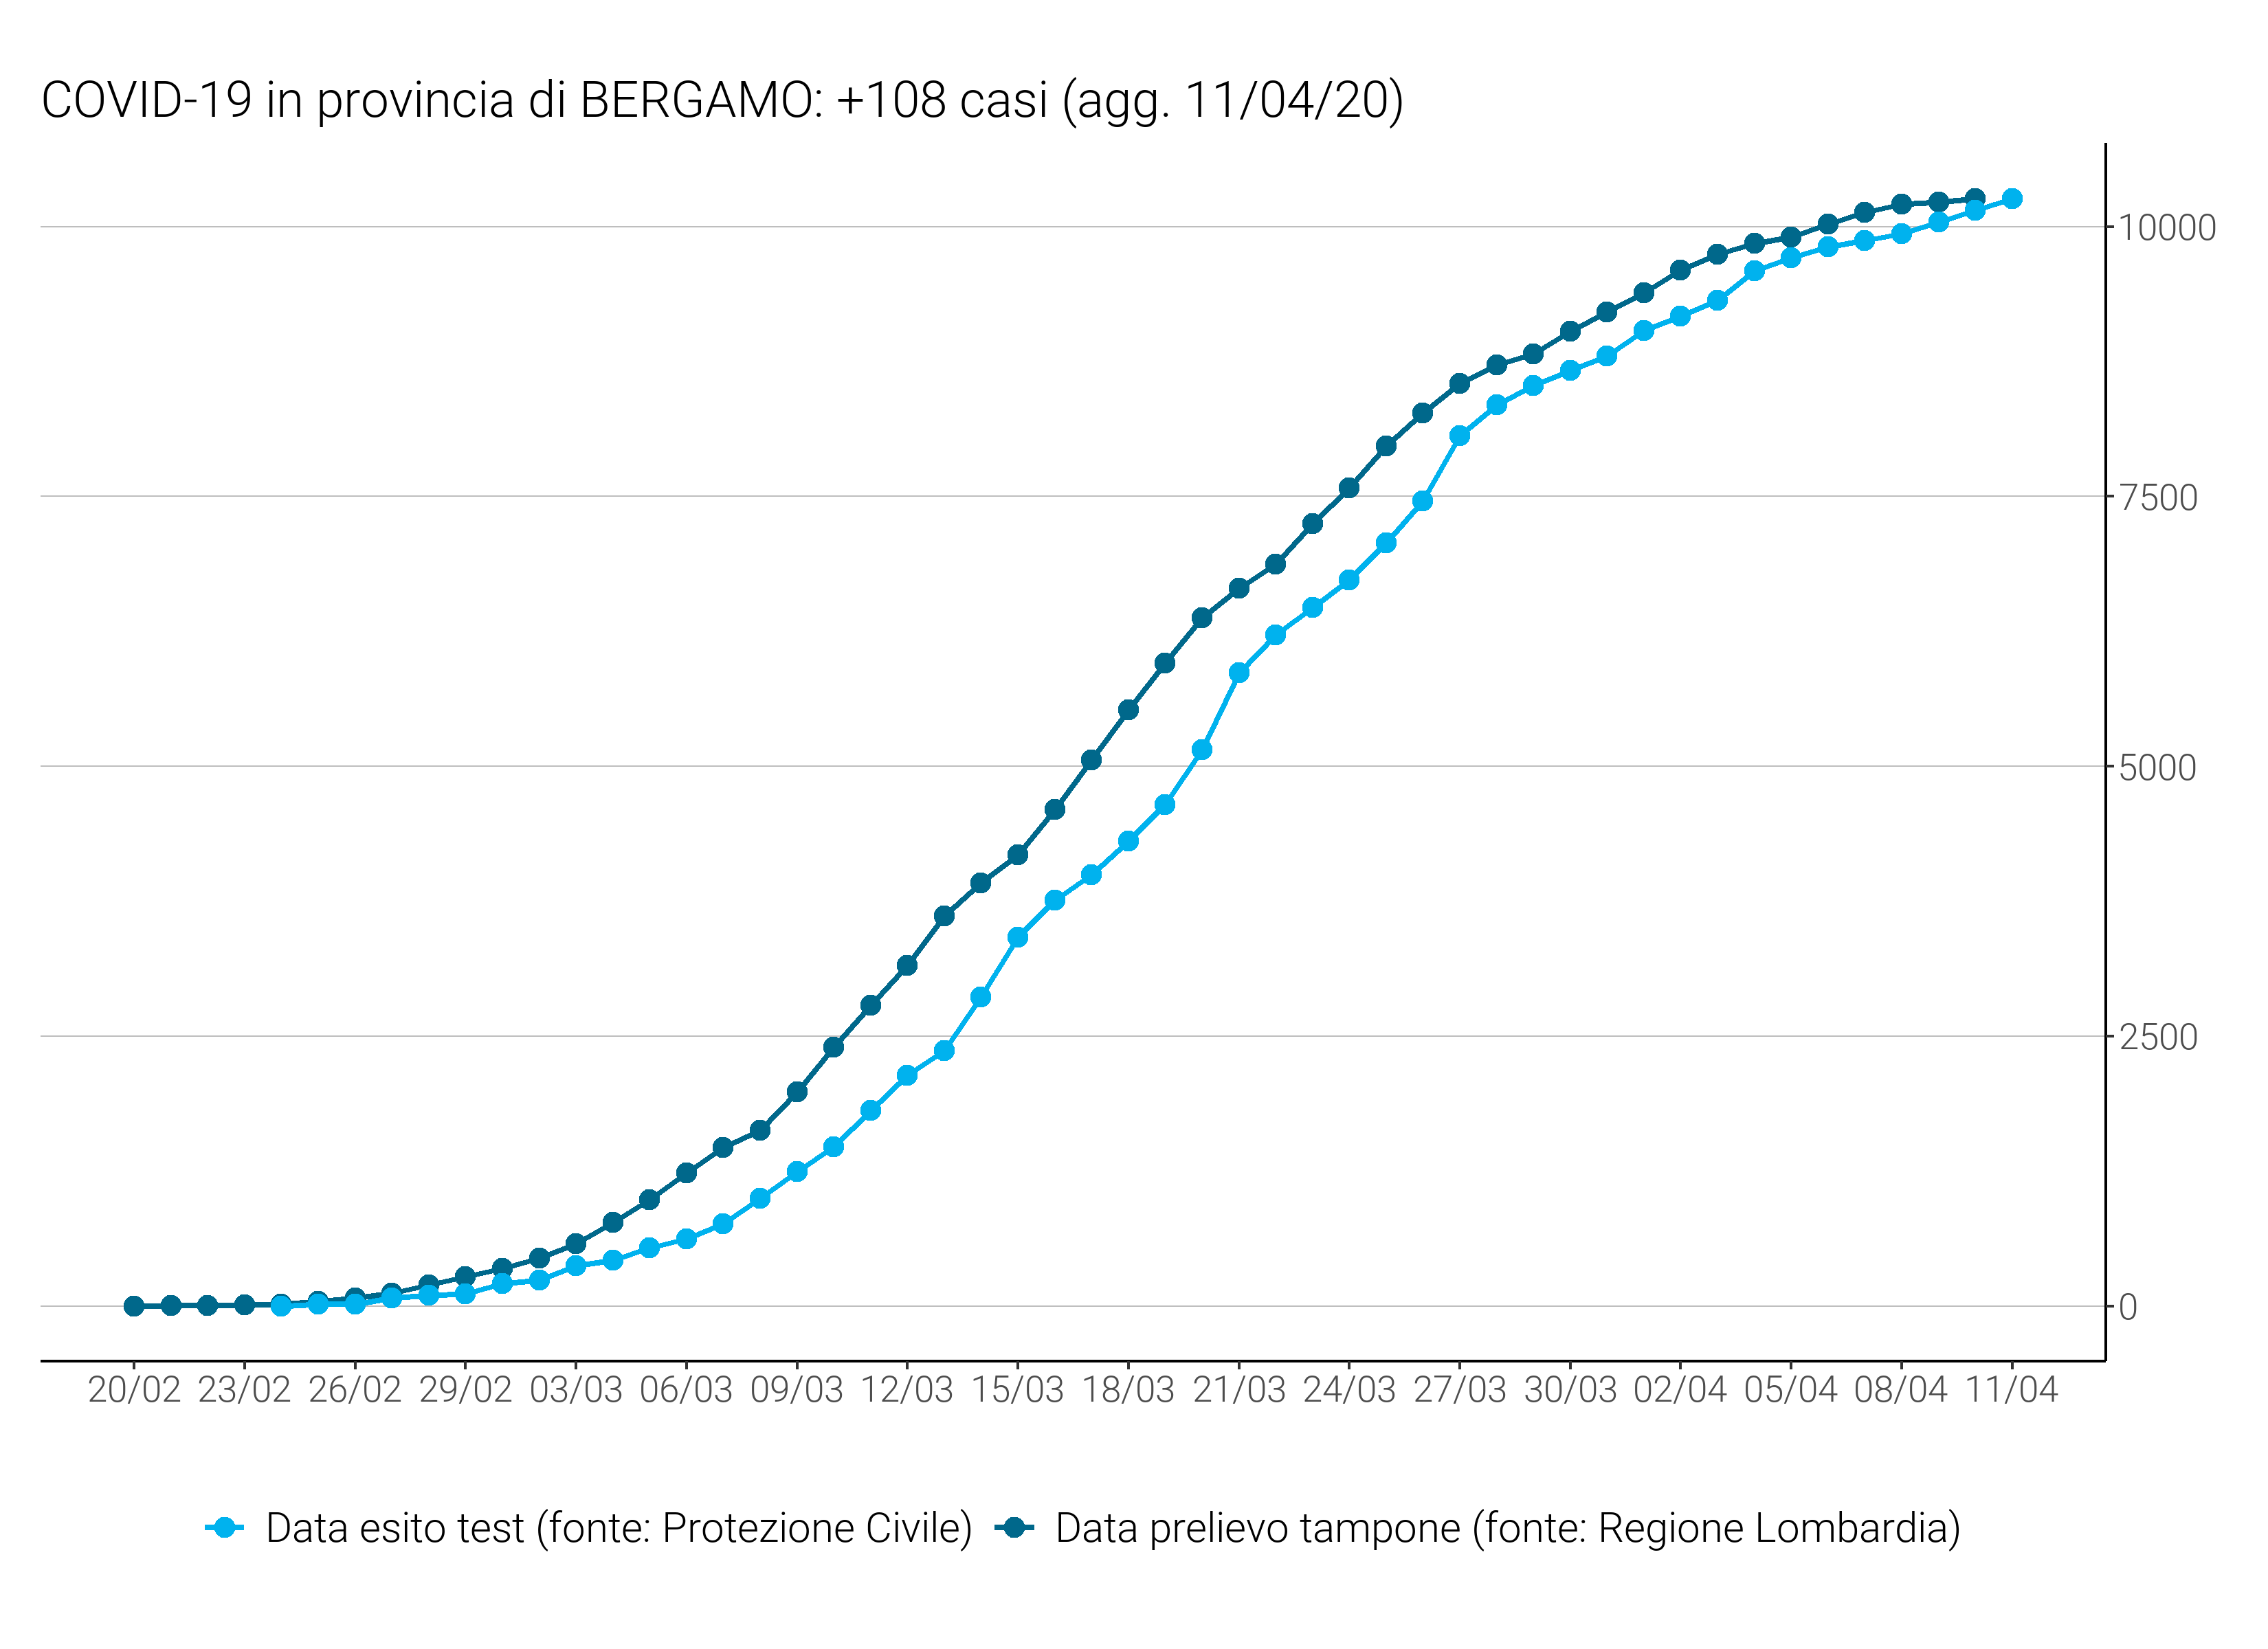 COVID-19 in provincia di BERGAMO: +108 casi (agg. 11/04/20)
10000
7500
5000
2500
0
20/02 23/02 26/02 29/02 03/03 06/03 09/03 12/03 15/03 18/03 21/03 24/03 27/03 30/03 02/04 05/04 08/04 11/04
Data esito test (fonte: Protezione Civile) Data prelievo tampone (fonte: Regione Lombardia)